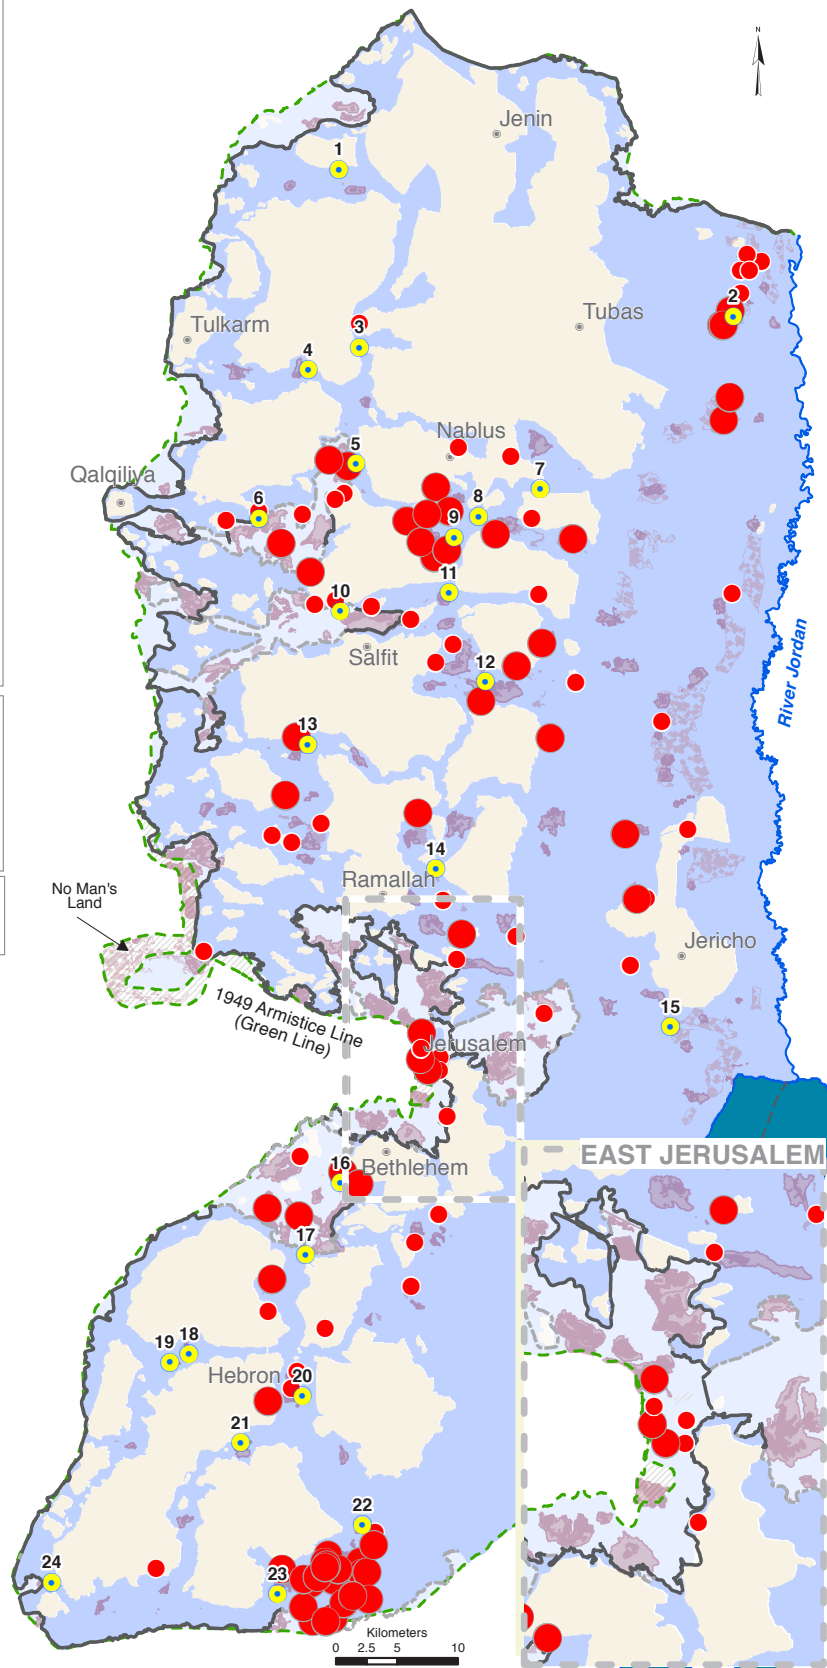 N
Jenin
1
2
Tulkarm
3
Tubas
4
Nablus
5
Qalqiliya
7
6
8
9
11
10
Salfit
12
River Jordan
13
14
Ramallah
No Man's
Land
Jericho
1949 Armistice Line
(Green Line)
15
Jerusalem
EAST JERUSALEM
16
Bethlehem
17
18
19
Hebron
20
21
22
24
23
Kilometers
0 2.5 5 10